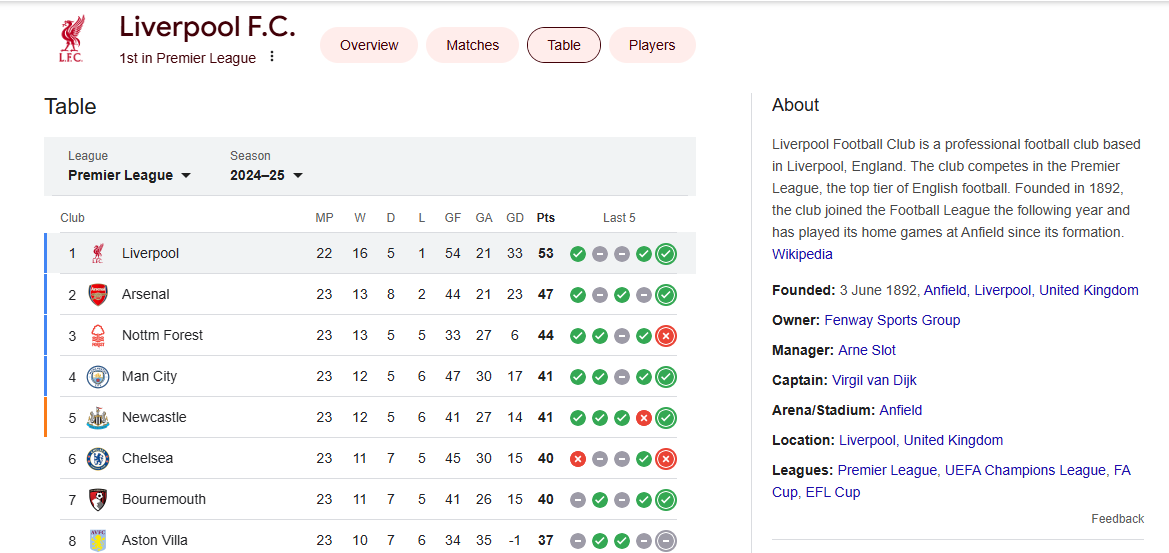 Liverpool F.C.
L.F.C.
1st in Premier League
Overview
Matches
Table
Players
Table
League
Season
Premier League
2024–25
Club MP W D L GF GA GD Pts Last 5
1 Liverpool 22 16 5 1 54 21 33 53
2 Arsenal 23 13 8 2 44 21 23 47
3 Nottm Forest 23 13 5 5 33 27 6 44
4 Man City 23 12 5 6 47 30 17 41
5 Newcastle 23 12 5 6 41 27 14 41
6 Chelsea 23 11 7 5 45 30 15 40
7 Bournemouth 23 11 7 5 41 26 15 40
8 Aston Villa 23 10 7 6 34 35 -1 37
About
Liverpool Football Club is a professional football club based
in Liverpool, England. The club competes in the Premier
League, the top tier of English football. Founded in 1892,
the club joined the Football League the following year and
has played its home games at Anfield since its formation.
Wikipedia
Founded: 3 June 1892, Anfield, Liverpool, United Kingdom
Owner: Fenway Sports Group
Manager: Arne Slot
Captain: Virgil van Dijk
Arena/Stadium: Anfield
Location: Liverpool, United Kingdom
Leagues: Premier League, UEFA Champions League, FA
Cup, EFL Cup
Feedback